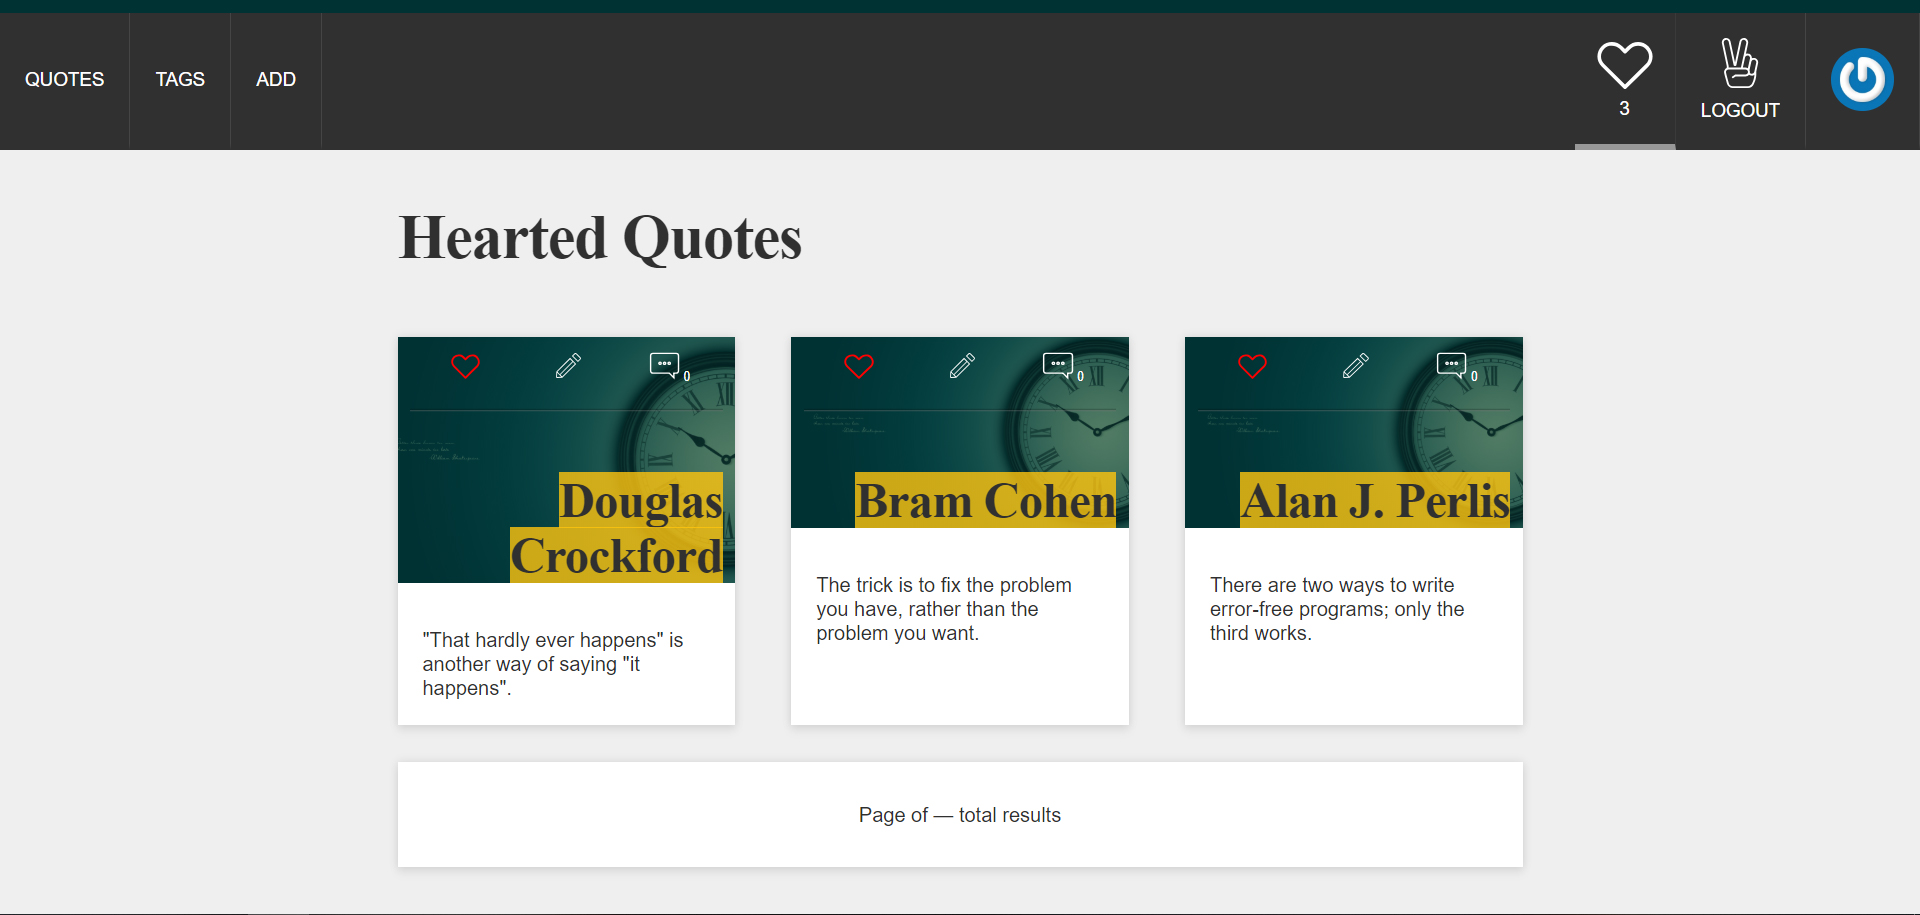 QUOTES
TAGS
ADD
3
LOGOUT
Hearted Quotes
0
Douglas
Crockford
"That hardly ever happens" is
another way of saying "it
happens".
0
Bram Cohen
The trick is to fix the problem
you have, rather than the
problem you want.
0
Alan J. Perlis
There are two ways to write
error-free programs; only the
third works.
Page of — total results